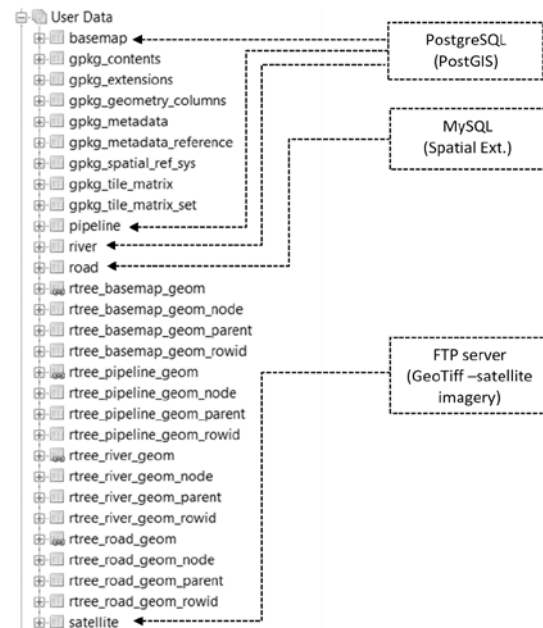 User Data
basemap
gpkg_contents
gpkg_extensions
gpkg_geometry_columns
gpkg_metadata
gpkg_metadata_reference
gpkg_spatial_ref_sys
gpkg_tile_matrix
gpkg_tile_matrix_set
pipeline
river
road
rtree_basemap_geom
rtree_basemap_geom_node
rtree_basemap_geom_parent
rtree_basemap_geom_rowid
rtree_pipeline_geom
rtree_pipeline_geom_node
rtree_pipeline_geom_parent
rtree_pipeline_geom_rowid
rtree_river_geom
rtree_river_geom_node
rtree_river_geom_parent
rtree_river_geom_rowid
rtree_road_geom
rtree_road_geom_node
rtree_road_geom_parent
rtree_road_geom_rowid
satellite
PostgreSQL
(PostGIS)
MySQL
(Spatial Ext.)
FTP server
(GeoTiff –satellite
imagery)